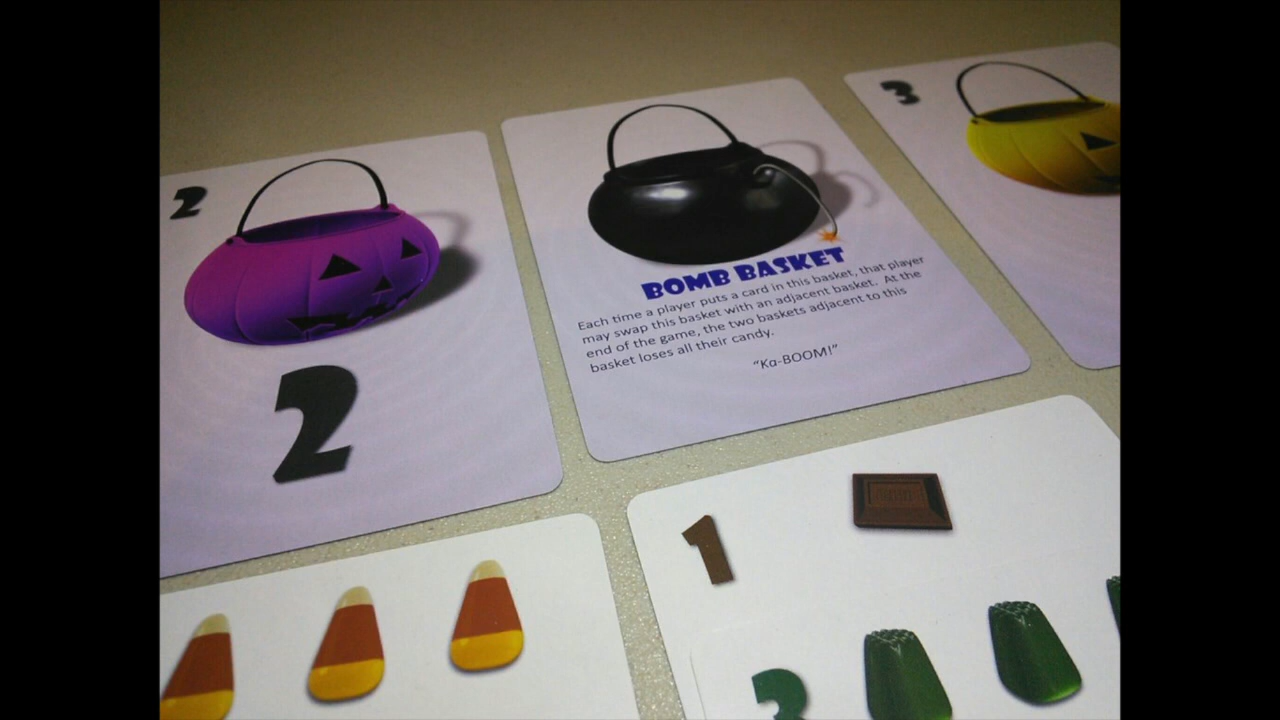 2
2
BOMB BASKET
Each time a player puts a card in this basket, that player
may swap this basket with an adjacent basket. At the
end of the game, the two baskets adjacent to this
basket loses all their candy.
"Ka-BOOM!"
3
1
3